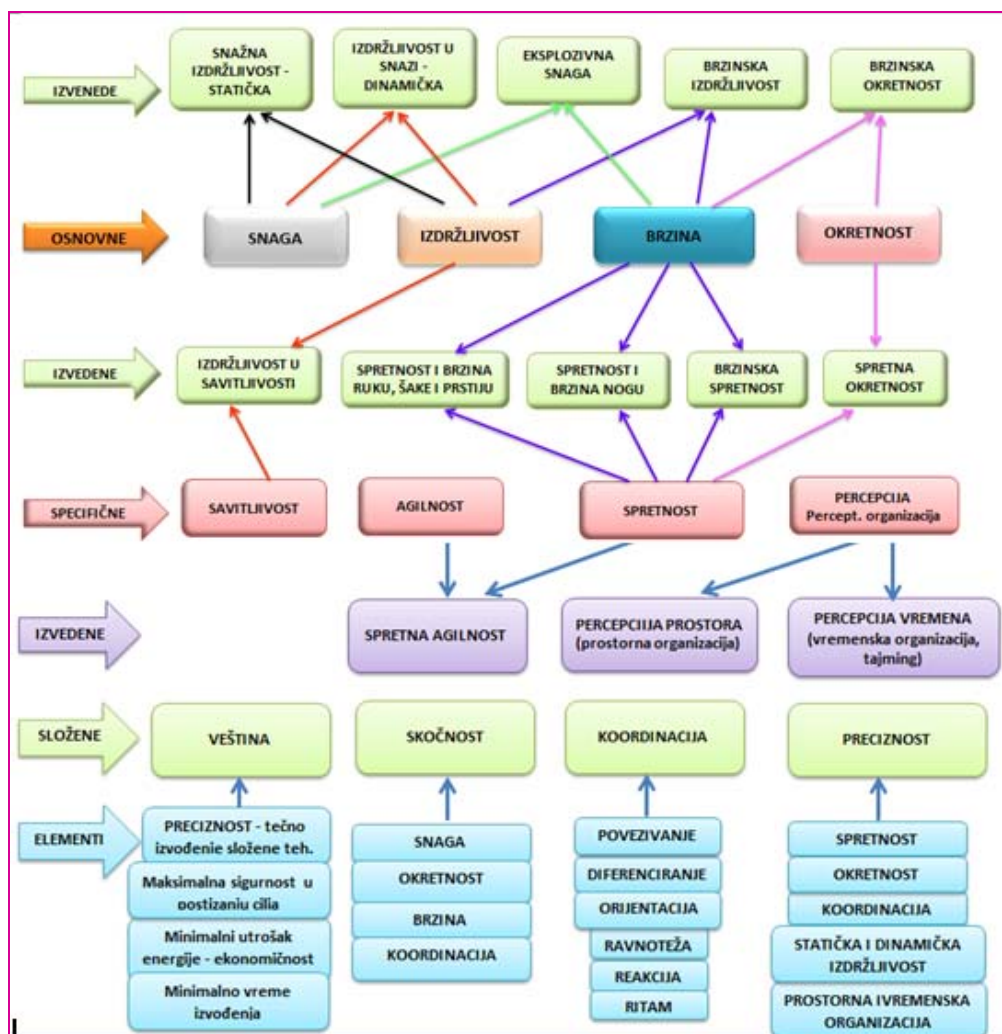 IZVENEDE
SNAŽNA
IZDRŽLJIVOST -
STATIČKA
IZDRŽLJIVOST U
SNAZI -
DINAMIČKA
EKSPLOZIVNA
SNAGA
BRZINSKA
IZDRŽLJIVOST
BRZINSKA
OKRETNOST
OSNOVNE
SNAGA
IZDRŽLJIVOST
BRZINA
OKRETNOST
IZVEDENE
IZDRŽLJIVOST U
SAVITLJIVOSTI
SPRETNOST I BRZINA
RUKU, ŠAKE I PRSTIJU
SPRETNOST I
BRZINA NOGU
BRZINSKA
SPRETNOST
SPRETNA
OKRETNOST
SPECIFIČNE
SAVITLJIVOST
AGILNOST
SPRETNOST
PERCEPCIJA
Percept. organizacija
IZVEDENE
SPRETNA AGILNOST
PERCEPCIIJA PROSTORA
(prostorna organizacija)
PERCEPCIJA VREMENA
(vremenska organizacija,
tajming)
SLOŽENE
VEŠTINA
SKOČNOST
KOORDINACIJA
PRECIZNOST
ELEMENTI
PRECIZNOST - tečno
izvođenie složene teh.
Maksimalna sigurnost u
postizaniu cilia
Minimalni utrošak
energije - ekonomičnost
Minimalno vreme
izvođenja
SNAGA
OKRETNOST
BRZINA
KOORDINACIJA
POVEZIVANJE
DIFERENCIRANJE
ORIJENTACIJA
RAVNOTEŽA
REAKCIJA
RITAM
SPRETNOST
OKRETNOST
KOORDINACIJA
STATIČKA I DINAMIČKA
IZDRŽLJIVOST
PROSTORNA IVREMENSKA
ORGANIZACIJA